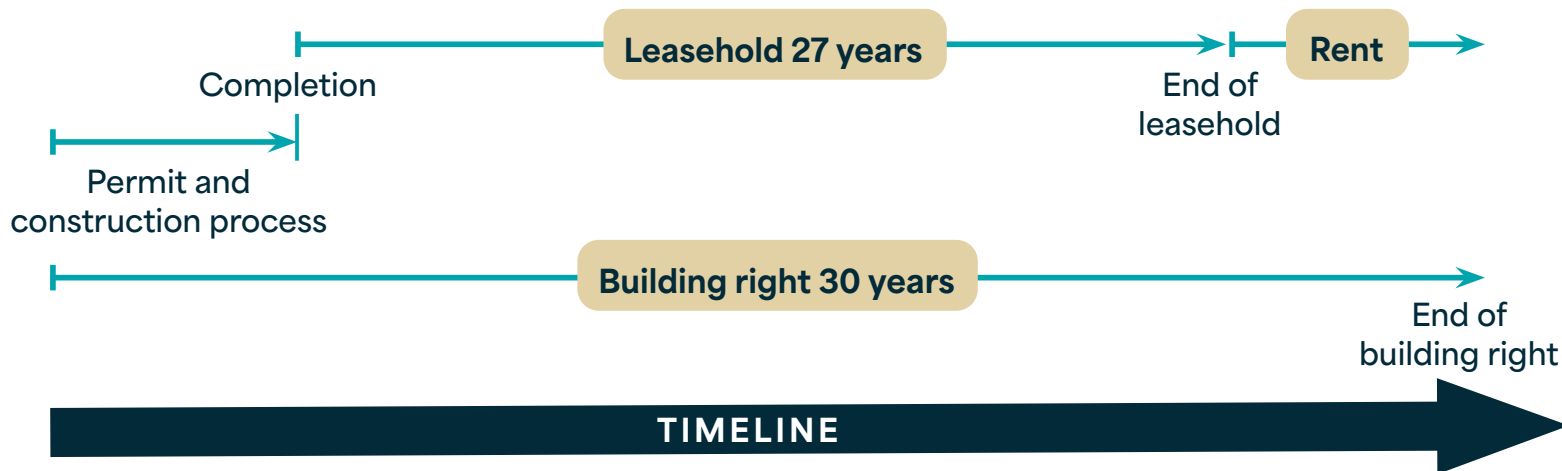 Leasehold 27 years
Rent
Completion
End of
leasehold
Permit and
construction process
Building right 30 years
End of
building right
TIMELINE